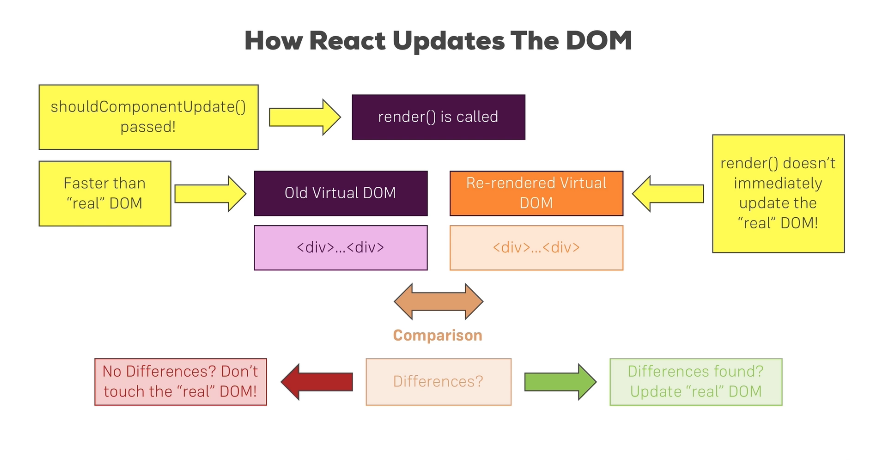 How React Updates The DOM
shouldComponentUpdate()
passed!
render() is called
Faster than
“real” DOM
Old Virtual DOM
Re-rendered Virtual
DOM
render() doesn’t
immediately
update the
“real” DOM!
<div>...<div>
<div>...<div>
Comparison
No Differences? Don’t
touch the “real” DOM!
Differences?
Differences found?
Update “real” DOM